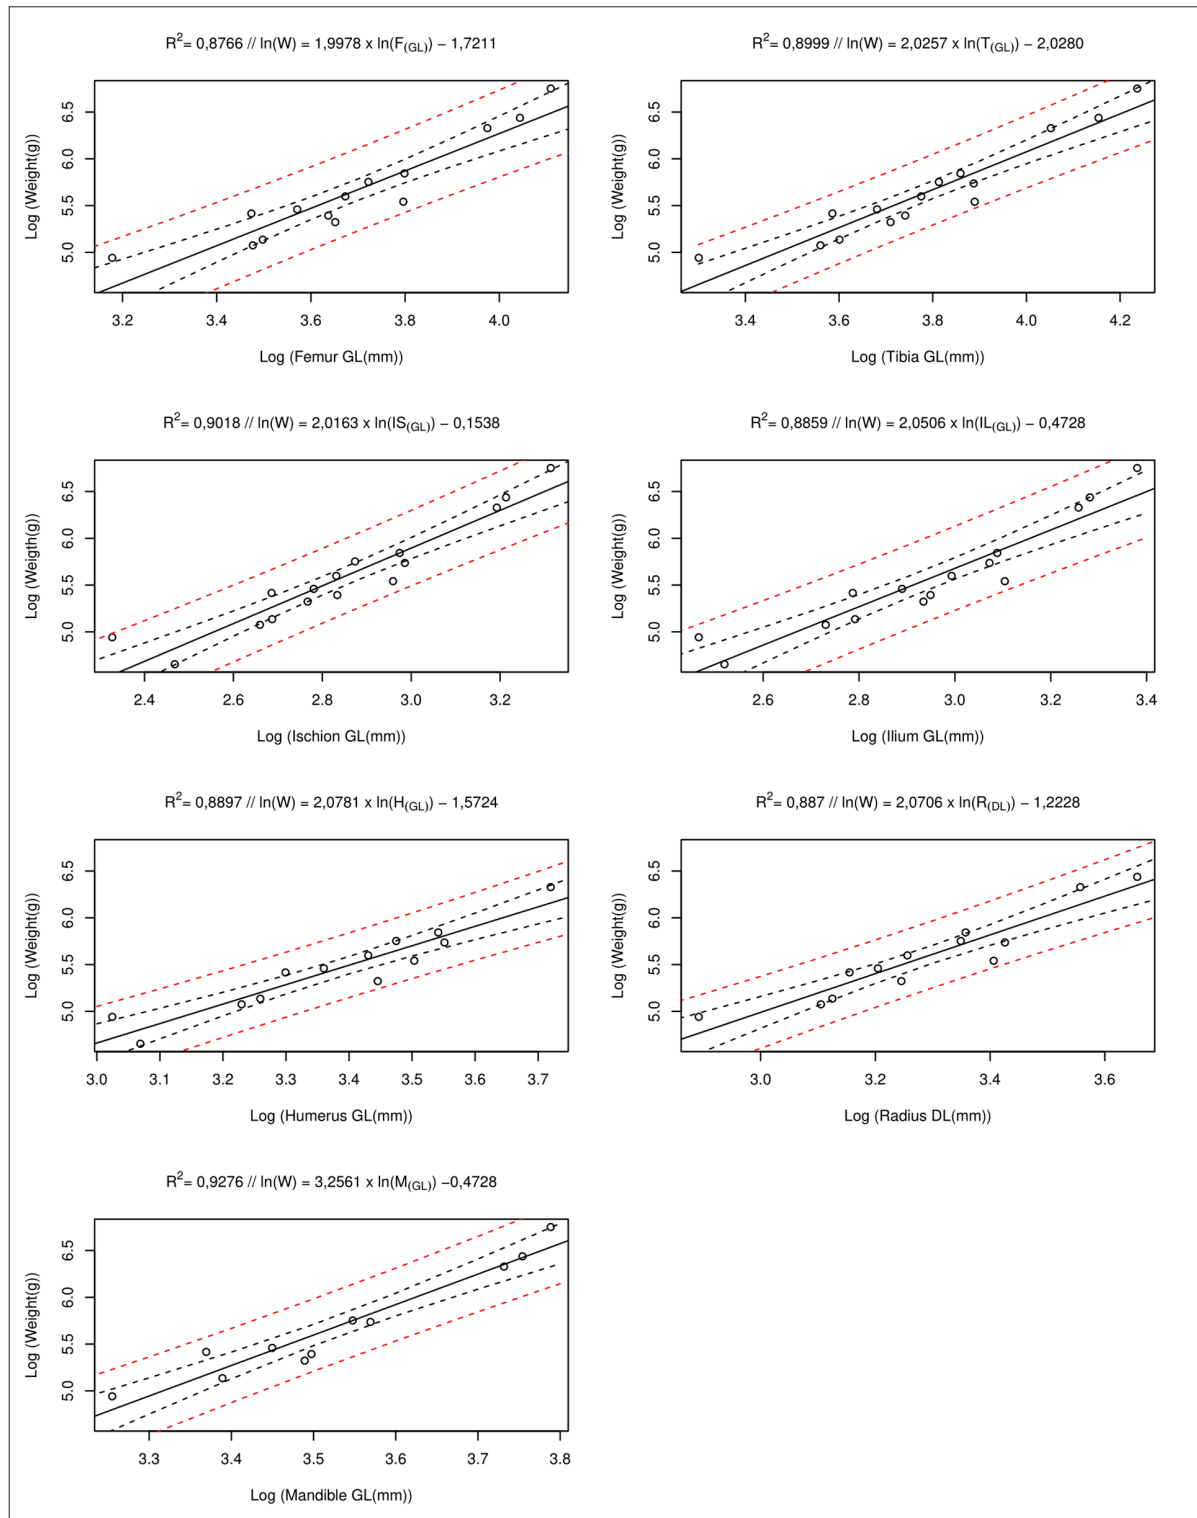 R2= 0,8766 // ln(W) = 1,9978 x ln(F(GL)) − 1,7211
Log (Weight(g))
5.0 5.5 6.0 6.5
3.2 3.4 3.6 3.8 4.0
Log (Femur GL(mm))
R2= 0,8999 // ln(W) = 2,0257 x ln(T(GL)) − 2,0280
Log (Weight(g))
5.0 5.5 6.0 6.5
3.4 3.6 3.8 4.0 4.2
Log (Tibia GL(mm))
R2= 0,9018 // ln(W) = 2,0163 x ln(IS(GL)) − 0,1538
Log (Weigth(g))
5.0 5.5 6.0 6.5
2.4 2.6 2.8 3.0 3.2
Log (Ischion GL(mm))
R2= 0,8859 // ln(W) = 2,0506 x ln(IL(GL)) − 0,4728
Log (Weight(g))
5.0 5.5 6.0 6.5
2.6 2.8 3.0 3.2 3.4
Log (Ilium GL(mm))
R2= 0,8897 // ln(W) = 2,0781 x ln(H(GL)) − 1,5724
Log (Weight(g))
5.0 5.5 6.0 6.5
3.0 3.1 3.2 3.3 3.4 3.5 3.6 3.7
Log (Humerus GL(mm))
R2= 0,887 // ln(W) = 2,0706 x ln(R(DL)) − 1,2228
Log (Weight(g))
5.0 5.5 6.0 6.5
3.0 3.2 3.4 3.6
Log (Radius DL(mm))
R2= 0,9276 // ln(W) = 3,2561 x ln(M(GL)) −0,4728
Log (Weight(g))
5.0 5.5 6.0 6.5
3.3 3.4 3.5 3.6 3.7 3.8
Log (Mandible GL(mm))